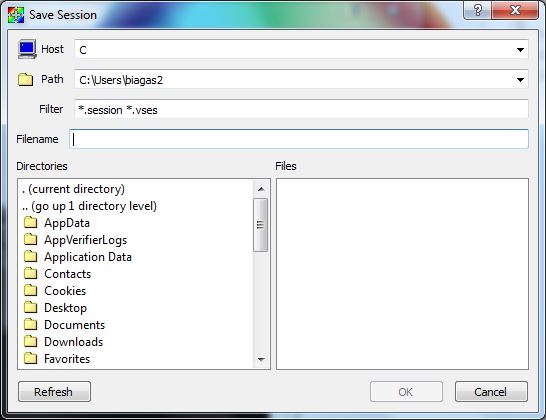 Save Session
Host C
Path C:\Users\biagas2
Filter *.session *.vses
Filename
Directories Files
. (current directory)
.. (go up 1 directory level)
AppData
AppVerifierLogs
Application Data
Contacts
Cookies
Desktop
Documents
Downloads
Favorites
Refresh OK Cancel